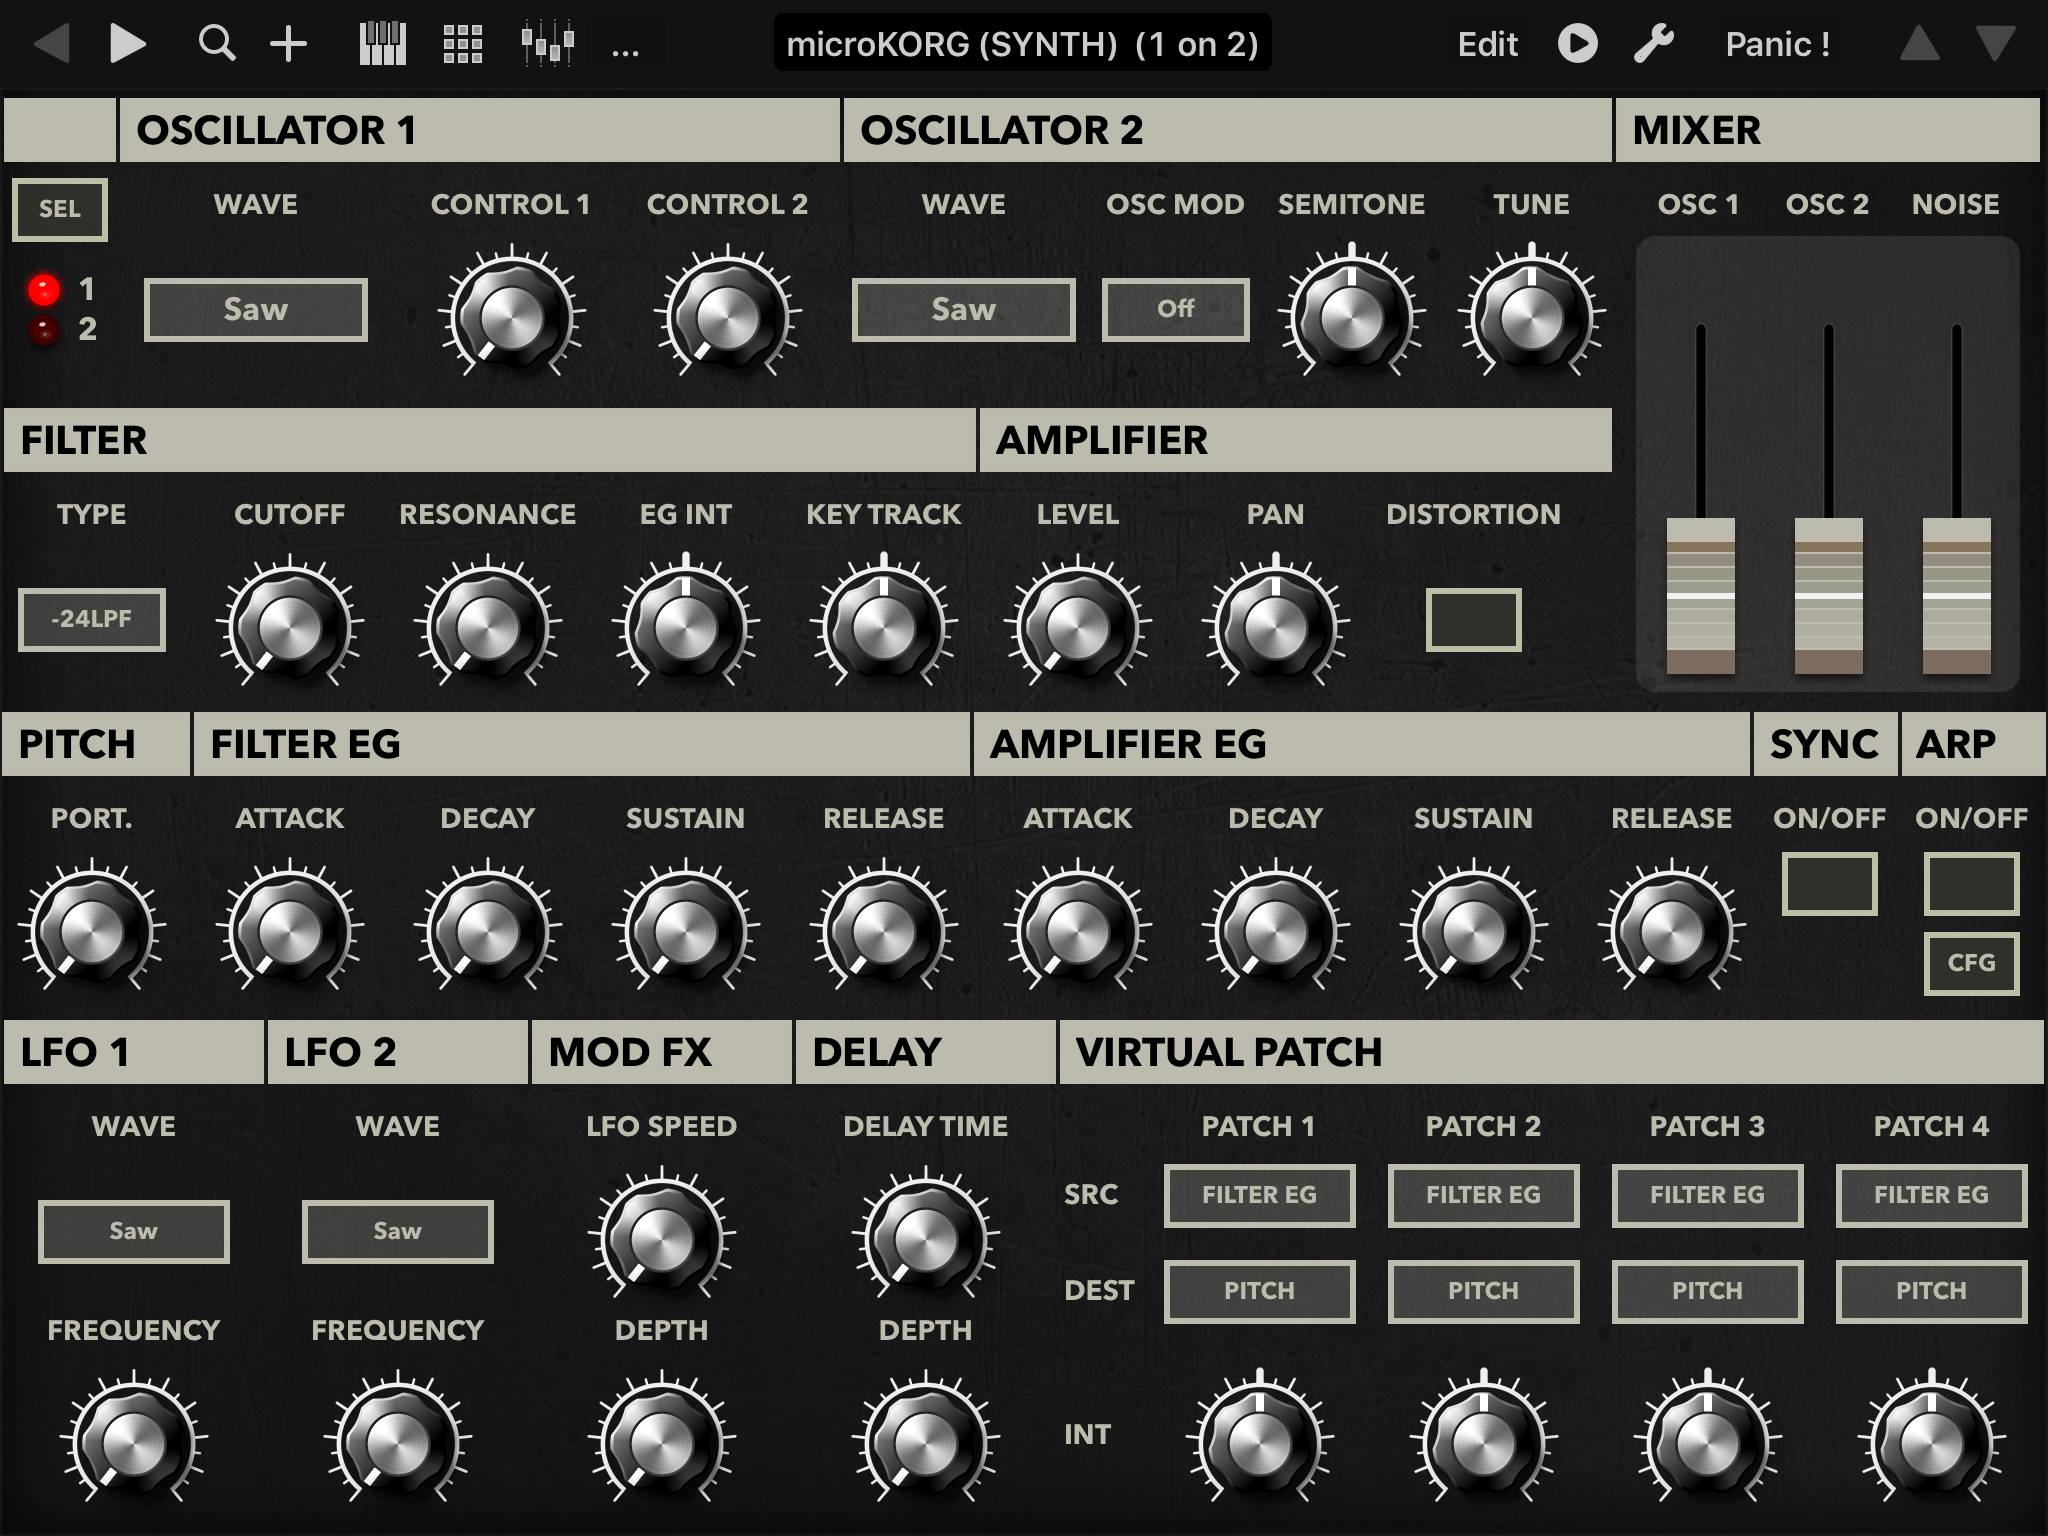 ... microKORG (SYNTH) (1 on 2) Edit Panic !
OSCILLATOR 1 OSCILLATOR 2 MIXER
SEL WAVE CONTROL 1 CONTROL 2 WAVE OSC MOD SEMITONE TUNE OSC 1 OSC 2 NOISE
1
Saw Saw Off
2
FILTER AMPLIFIER
TYPE CUTOFF RESONANCE EG INT KEY TRACK LEVEL PAN DISTORTION
-24LPF
PITCH FILTER EG AMPLIFIER EG SYNC ARP
PORT. ATTACK DECAY SUSTAIN RELEASE ATTACK DECAY SUSTAIN RELEASE ON/OFF ON/OFF
CFG
LFO 1 LFO 2 MOD FX DELAY VIRTUAL PATCH
WAVE WAVE LFO SPEED DELAY TIME PATCH 1 PATCH 2 PATCH 3 PATCH 4
SRC FILTER EG FILTER EG FILTER EG FILTER EG
Saw Saw
DEST PITCH PITCH PITCH PITCH
FREQUENCY FREQUENCY DEPTH DEPTH
INT